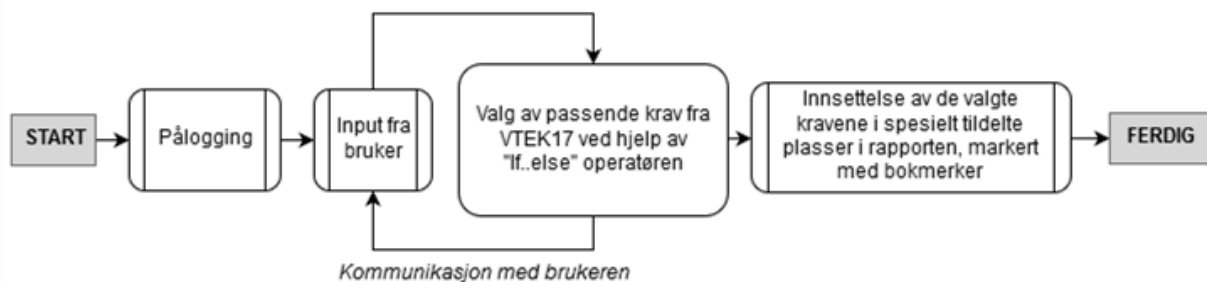 START
Pålogging
Input fra
bruker
Valg av passende krav fra
VTEK17 ved hjelp av
"If..else" operatøren
Innsettelse av de valgte
kravene i spesielt tildelte
plasser i rapporten, markert
med bokmerker
FERDIG
Kommunikasjon med brukeren